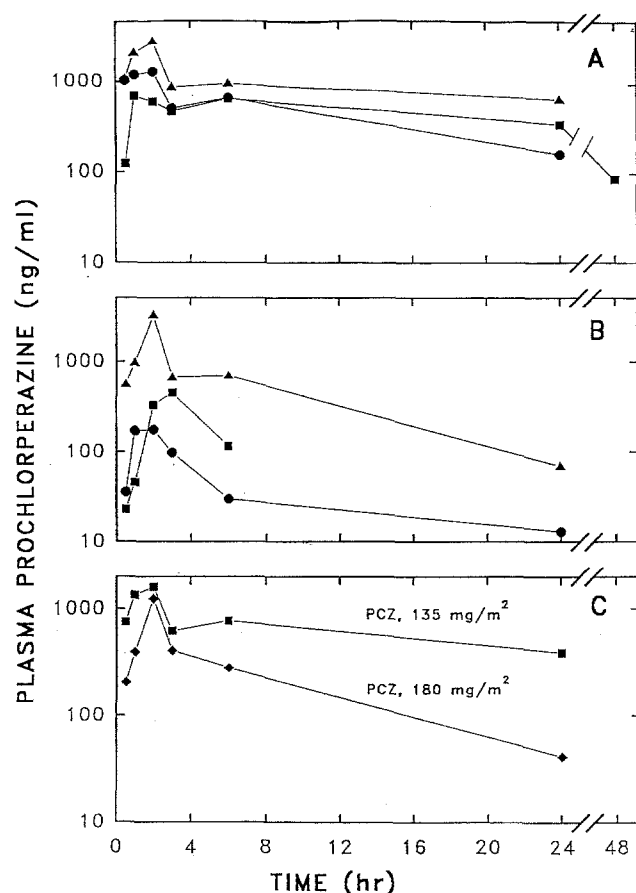 A
1000
100
10
B
1000
100
10
C
PCZ, 135 mg/m²
PCZ, 180 mg/m²
1000
100
10
0 4 8 12 16 20 24 48
TIME (hr)
PLASMA PROCHLORPERAZINE (ng/ml)